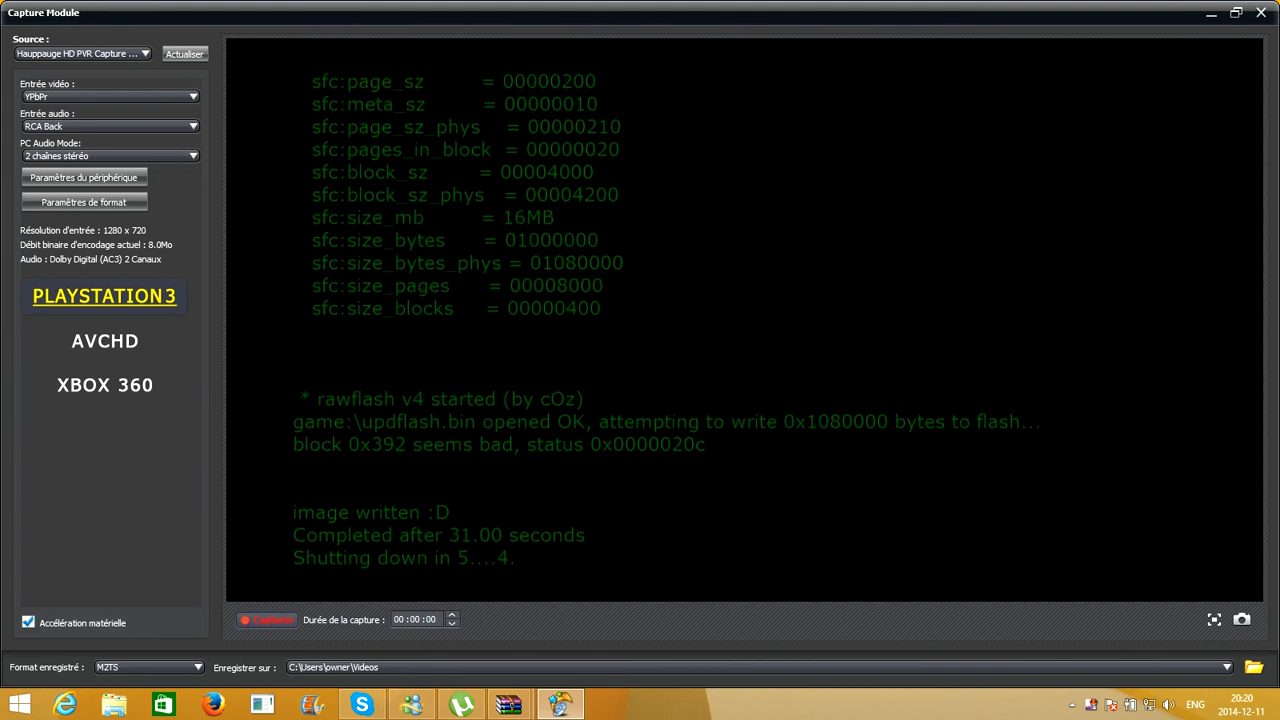 Capture Module
Source :
Hauppauge HD PVR Capture ...
Actualiser
Entrée vidéo :
YPbPr
Entrée audio :
RCA Back
PC Audio Mode:
2 chaînes stéréo
Paramètres du périphérique
Paramètres de format
Résolution d'entrée : 1280 x 720
Débit binaire d'encodage actuel : 8.0Mo
Audio : Dolby Digital (AC3) 2 Canaux
PLAYSTATION3
AVCHD
XBOX 360
Accélération matérielle
sfc:page_sz = 00000200
sfc:meta_sz = 00000010
sfc:page_sz_phys = 00000210
sfc:pages_in_block = 00000020
sfc:block_sz = 00004000
sfc:block_sz_phys = 00004200
sfc:size_mb = 16MB
sfc:size_bytes = 01000000
sfc:size_bytes_phys = 01080000
sfc:size_pages = 00008000
sfc:size_blocks = 00000400
* rawflash v4 started (by cOz)
game:\updflash.bin opened OK, attempting to write 0x1080000 bytes to flash...
block 0x392 seems bad, status 0x0000020c
image written :D
Completed after 31.00 seconds
Shutting down in 5....4.
Capturer
Durée de la capture :
00 :00 : 00
Format enregistré :
M2TS
Enregistrer sur :
C:\Users\owner\Videos
ENG
20:20
2014-12-11